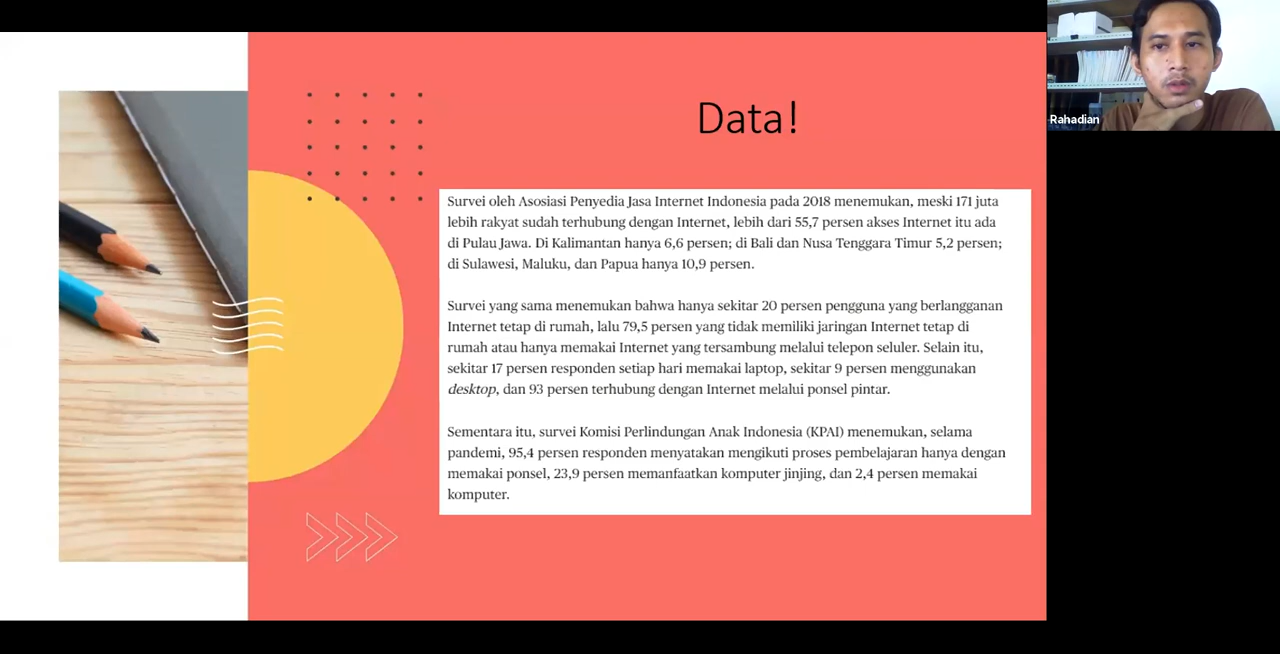 Data!
Survei oleh Asosiasi Penyedia Jasa Internet Indonesia pada 2018 menemukan, meski 171 juta
lebih rakyat sudah terhubung dengan Internet, lebih dari 55,7 persen akses Internet itu ada
di Pulau Jawa. Di Kalimantan hanya 6,6 persen; di Bali dan Nusa Tenggara Timur 5,2 persen;
di Sulawesi, Maluku, dan Papua hanya 10,9 persen.
Survei yang sama menemukan bahwa hanya sekitar 20 persen pengguna yang berlangganan
Internet tetap di rumah, lalu 79,5 persen yang tidak memiliki jaringan Internet tetap di
rumah atau hanya memakai Internet yang tersambung melalui telepon seluler. Selain itu,
sekitar 17 persen responden setiap hari memakai laptop, sekitar 9 persen menggunakan
desktop, dan 93 persen terhubung dengan Internet melalui ponsel pintar.
Sementara itu, survei Komisi Perlindungan Anak Indonesia (KPAI) menemukan, selama
pandemi, 95,4 persen responden menyatakan mengikuti proses pembelajaran hanya dengan
memakai ponsel, 23,9 persen memanfaatkan komputer jinjing, dan 2,4 persen memakai
komputer.
Rahadian